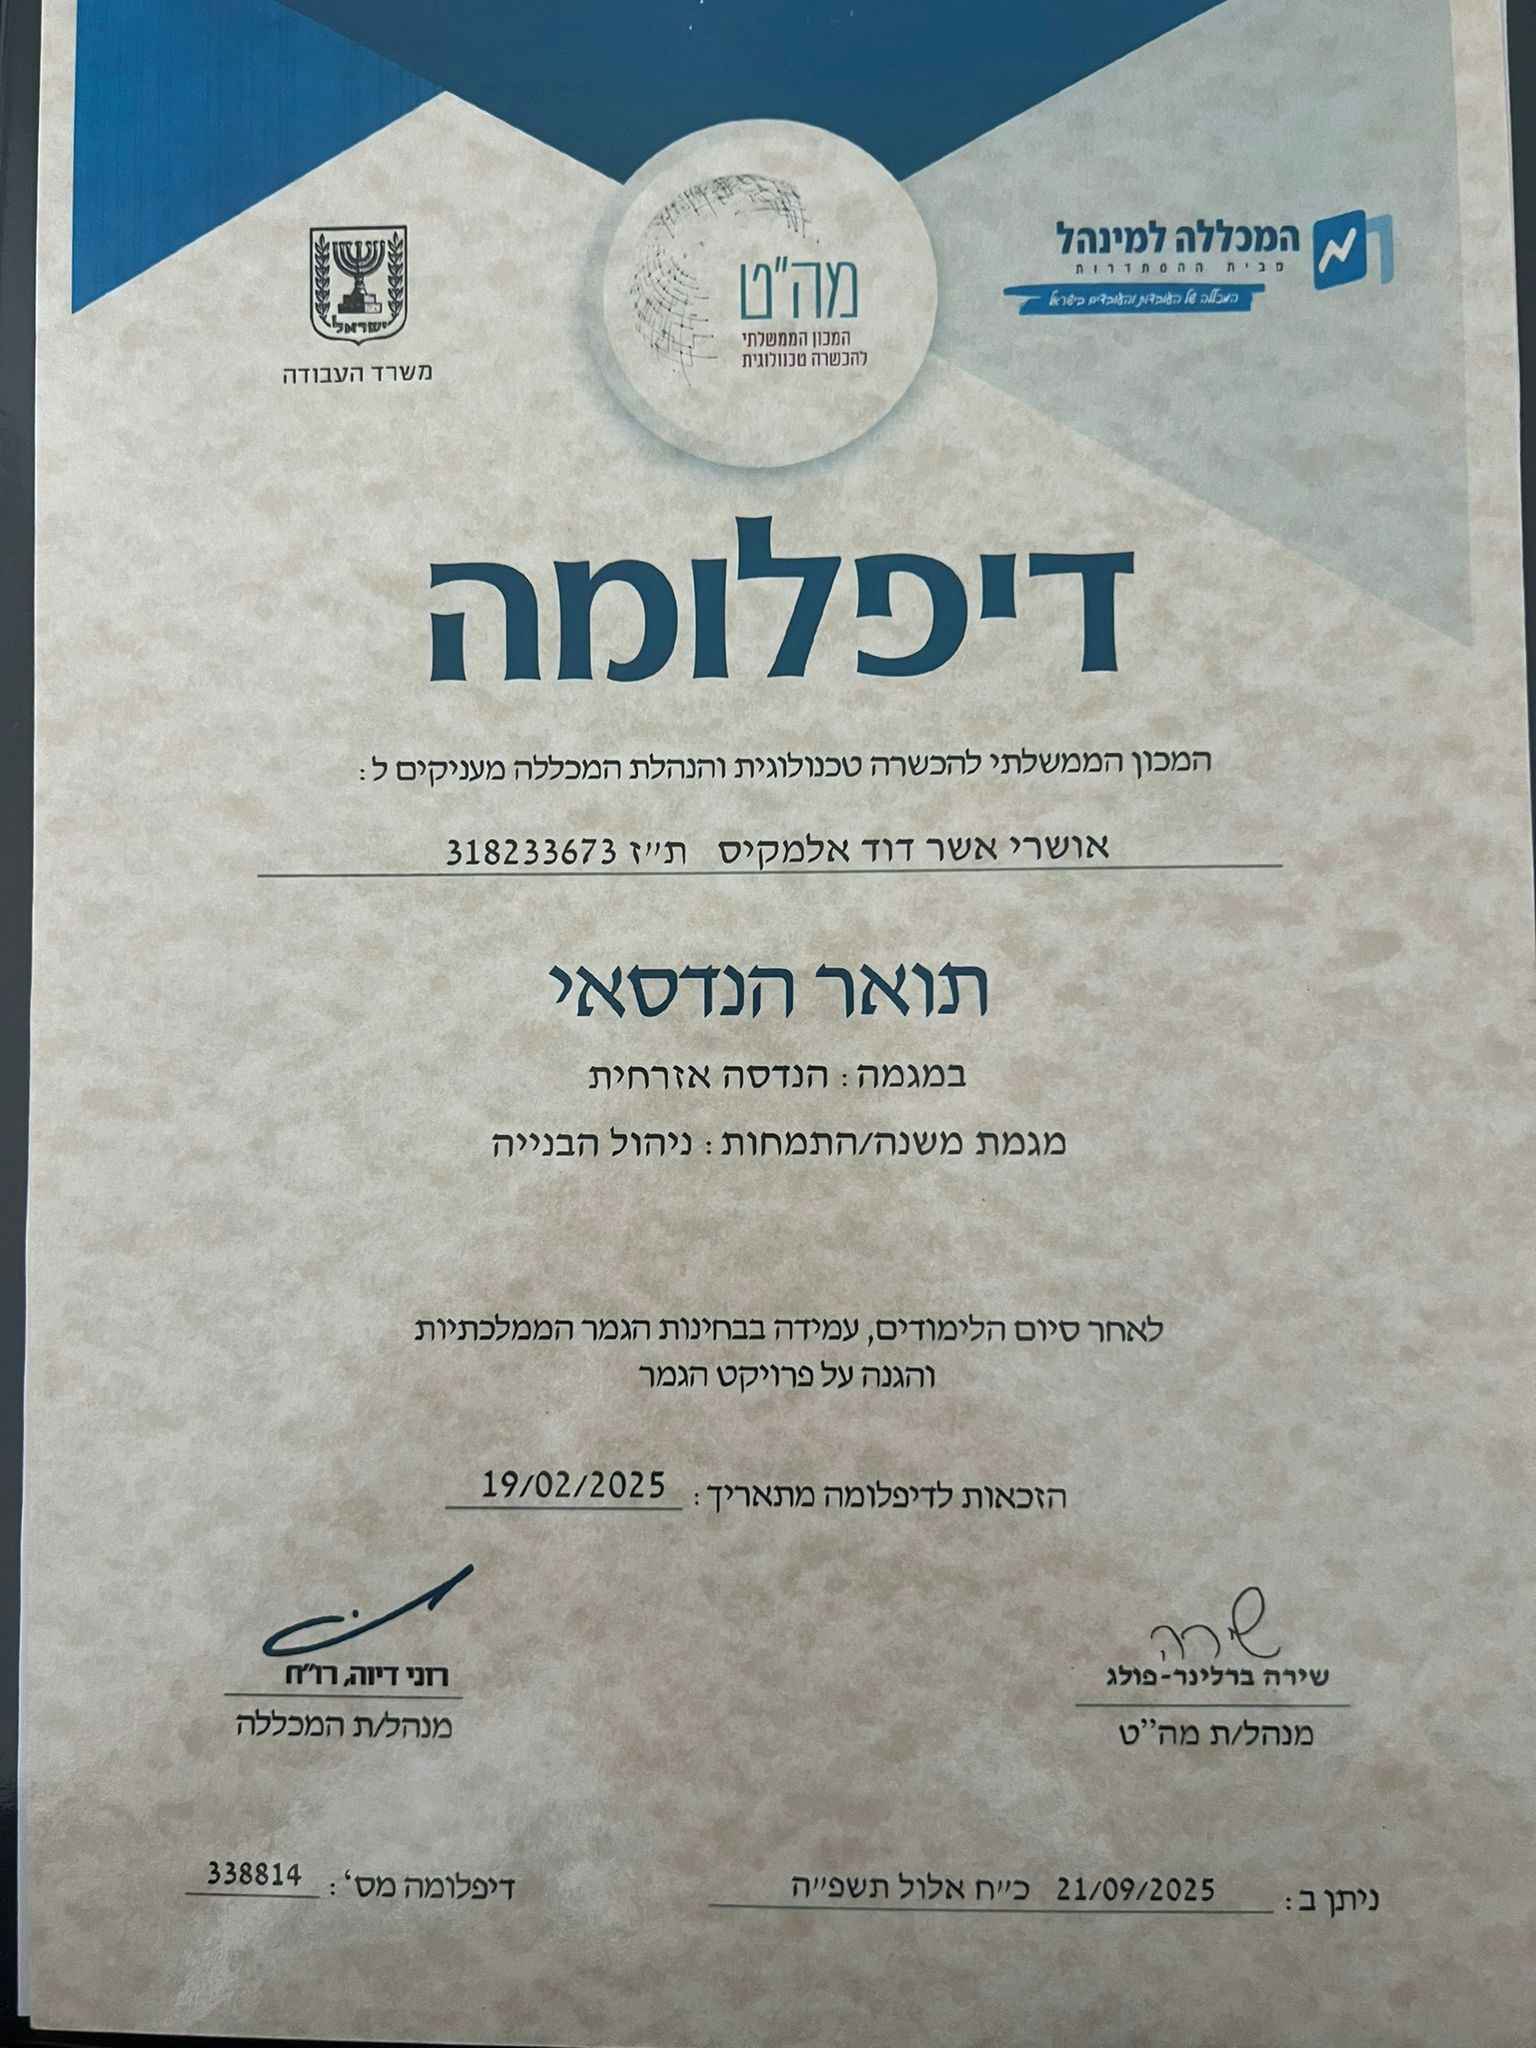 המכללה למינהל
מבית ההסתדרות
המכללה של העובדות והעובדים בישראל
מה"ט
המכון הממשלתי
להכשרה טכנולוגית
ישראל
משרד העבודה
דיפלומה
המכון הממשלתי להכשרה טכנולוגית והנהלת המכללה מעניקים ל:
אושרי אשר דוד אלמקיס ת"ז 318233673
תואר הנדסאי
במגמה: הנדסה אזרחית
מגמת משנה/התמחות: ניהול הבנייה
לאחר סיום הלימודים, עמידה בבחינות הגמר הממלכתיות
והגנה על פרויקט הגמר
הזכאות לדיפלומה מתאריך: 19/02/2025
שירה
שירה ברלינר-פולג
מנהל/ת מה"ט
רוני דיוה, רו"ח
מנהל/ת המכללה
ניתן ב: 21/09/2025 כ"ח אלול תשפ"ה
דיפלומה מס': 338814